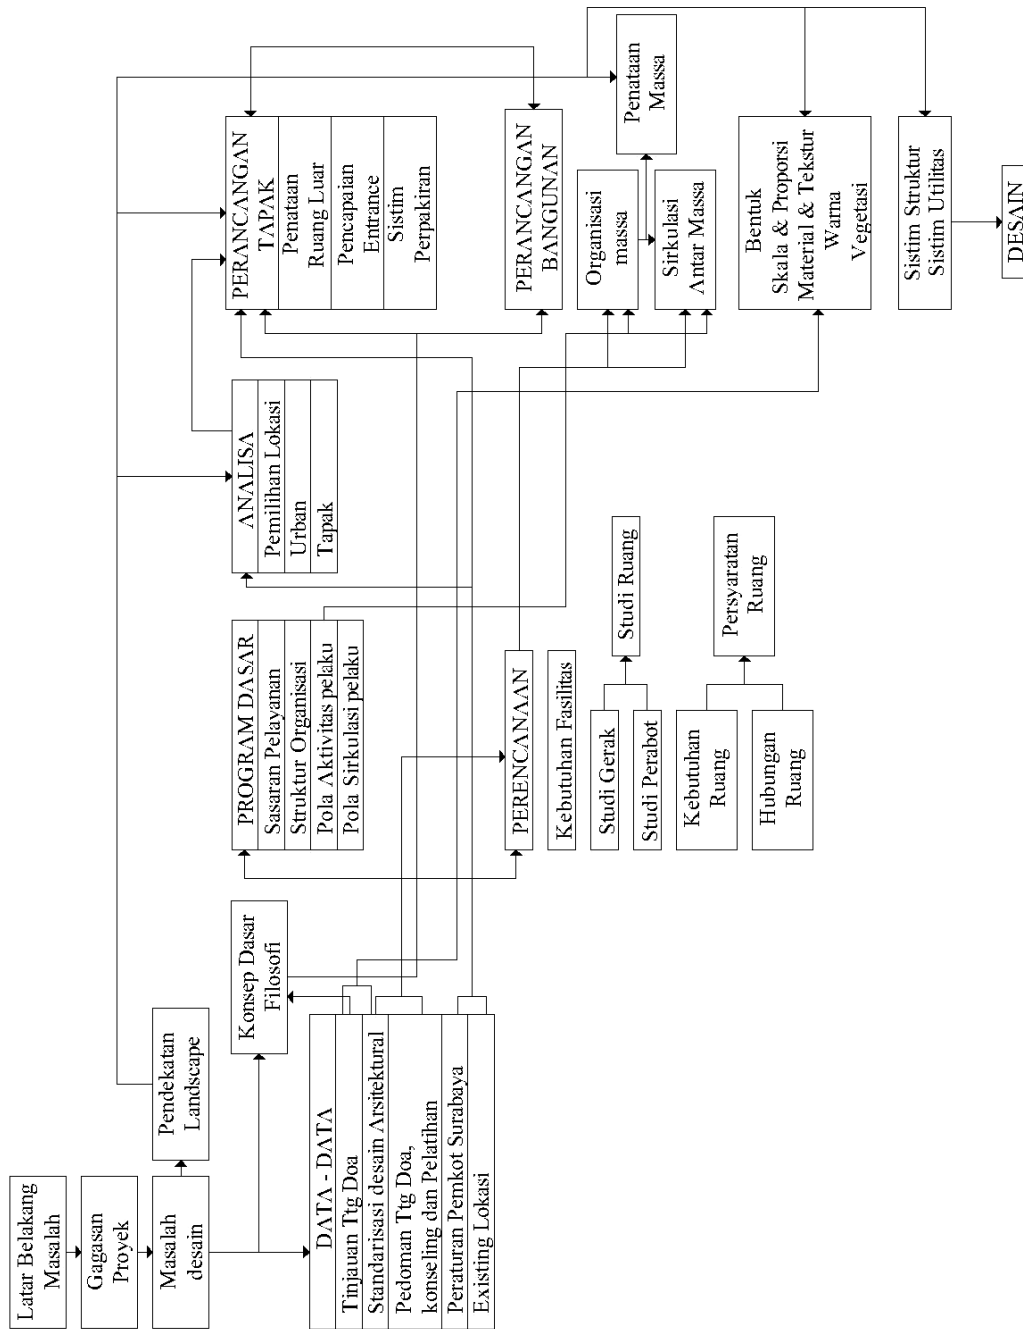 Latar Belakang
Masalah
Gagasan
Proyek
Masalah
desain
Pendekatan
Landscape
Konsep Dasar
Filosofi
DATA - DATA
Tinjauan Ttg Doa
Standarisasi desain Arsitektural
Pedoman Ttg Doa,
konseling dan Pelatihan
Peraturan Pemkot Surabaya
Existing Lokasi
PROGRAM DASAR
Sasaran Pelayanan
Struktur Organisasi
Pola Aktivitas pelaku
Pola Sirkulasi pelaku
PERENCANAAN
Kebutuhan Fasilitas
Studi Gerak
Studi Perabot
Studi Ruang
Kebutuhan
Ruang
Hubungan
Ruang
Persyaratan
Ruang
ANALISA
Pemilihan Lokasi
Urban
Tapak
PERANCANGAN
TAPAK
Penataan
Ruang Luar
Pencapaian
Entrance
Sistim
Perpakiran
PERANCANGAN
BANGUNAN
Organisasi
massa
Sirkulasi
Antar Massa
Penataan
Massa
Bentuk
Skala & Proporsi
Material & Tekstur
Warna
Vegetasi
Sistim Struktur
Sistim Utilitas
DESAIN